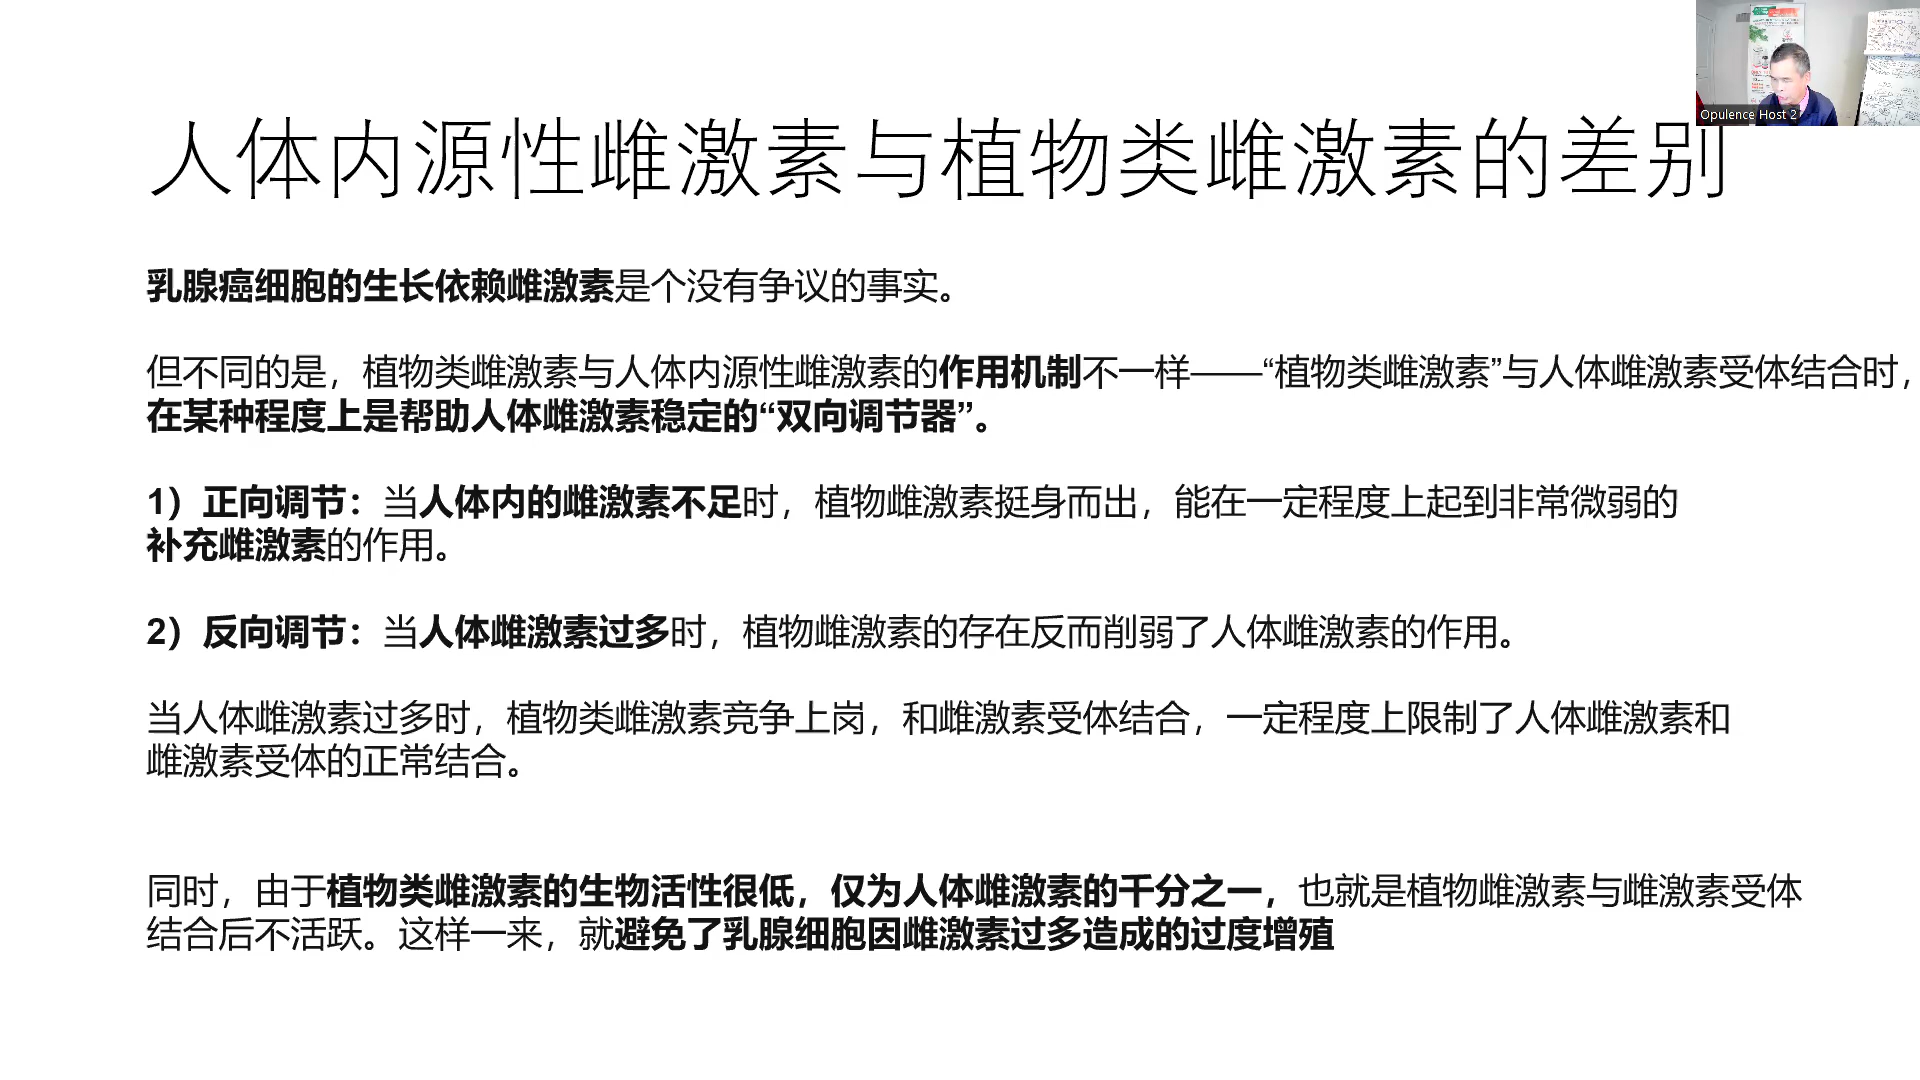 Opulence Host 2
人体内源性雌激素与植物类雌激素的差别
乳腺癌细胞的生长依赖雌激素是个没有争议的事实。
但不同的是，植物类雌激素与人体内源性雌激素的作用机制不一样——“植物类雌激素”与人体雌激素受体结合时，
在某种程度上是帮助人体雌激素稳定的“双向调节器”。
1）正向调节：当人体内的雌激素不足时，植物雌激素挺身而出，能在一定程度上起到非常微弱的
补充雌激素的作用。
2）反向调节：当人体雌激素过多时，植物雌激素的存在反而削弱了人体雌激素的作用。
当人体雌激素过多时，植物类雌激素竞争上岗，和雌激素受体结合，一定程度上限制了人体雌激素和
雌激素受体的正常结合。
同时，由于植物类雌激素的生物活性很低，仅为人体雌激素的千分之一，也就是植物雌激素与雌激素受体
结合后不活跃。这样一来，就避免了乳腺细胞因雌激素过多造成的过度增殖